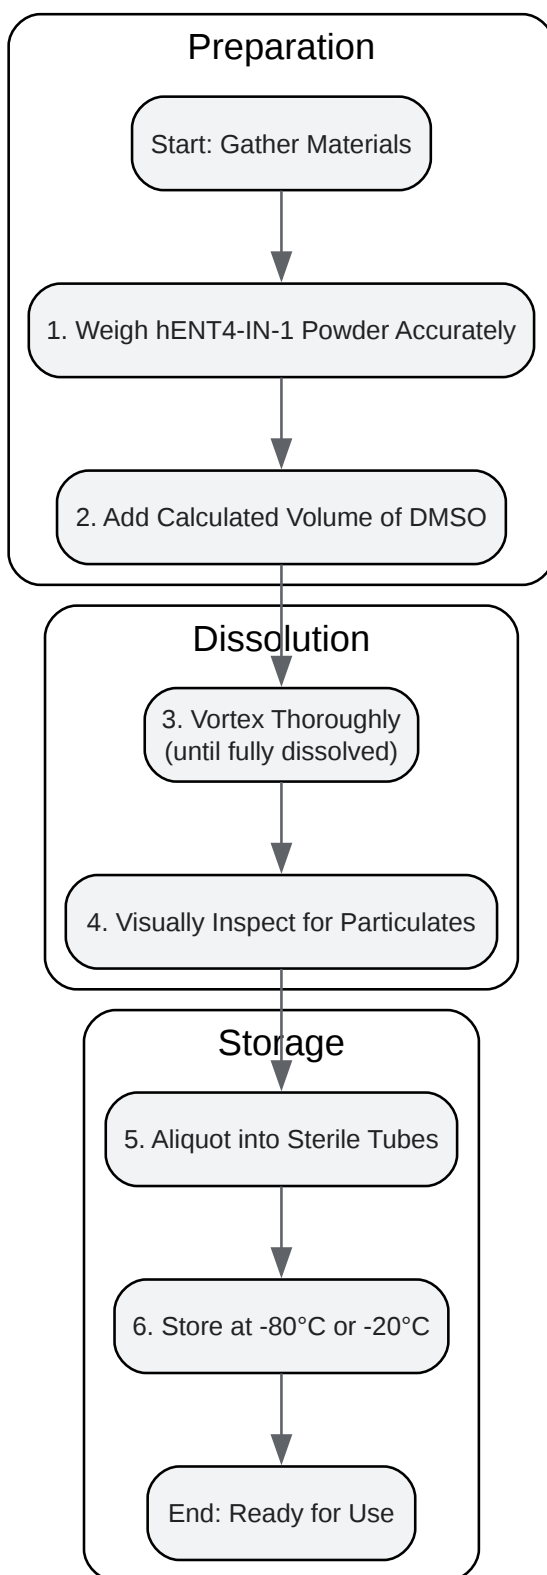 Preparation
Start: Gather Materials
1. Weigh hENT4-IN-1 Powder Accurately
2. Add Calculated Volume of DMSO
Dissolution
3. Vortex Thoroughly
(until fully dissolved)
4. Visually Inspect for Particulates
Storage
5. Aliquot into Sterile Tubes
6. Store at -80°C or -20°C
End: Ready for Use